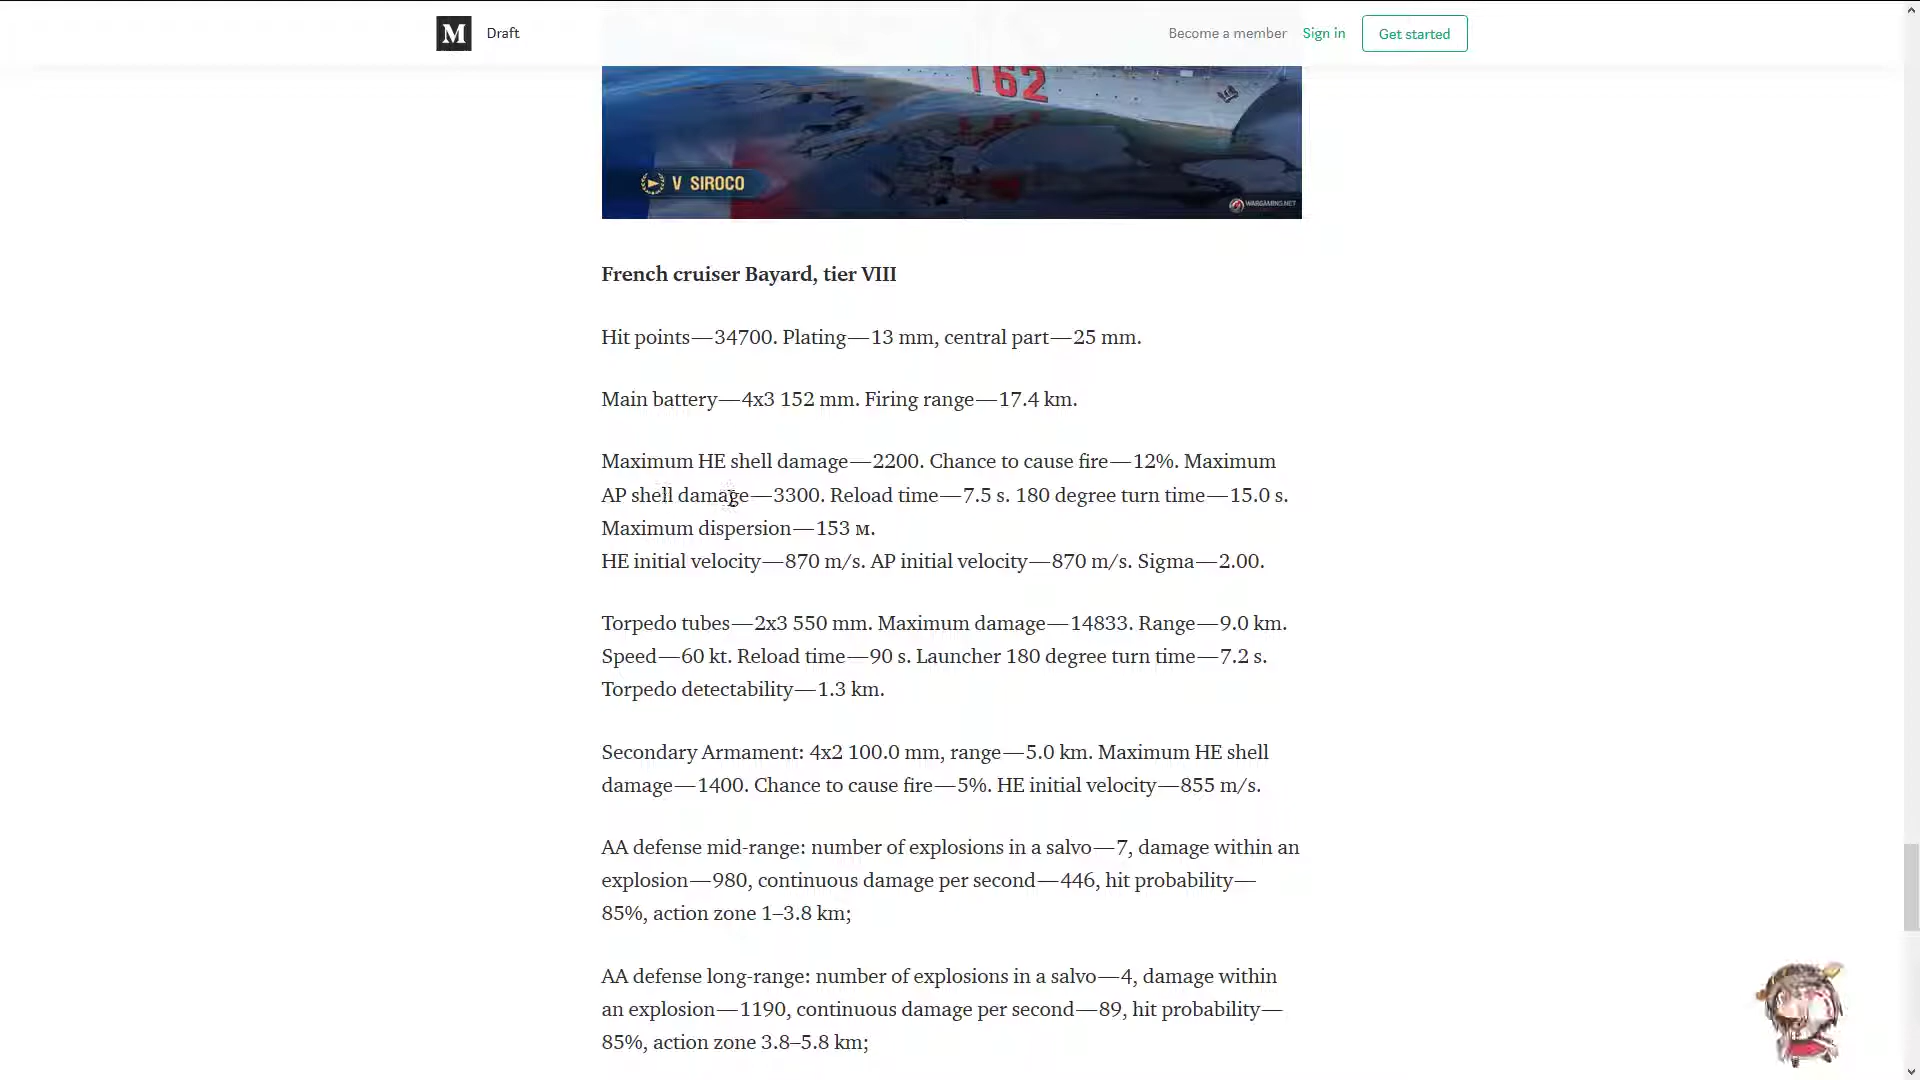 M Draft
Become a member Sign in Get started
T62
V SIROCO
WARGAMING.NET
French cruiser Bayard, tier VIII
Hit points—34700. Plating—13 mm, central part—25 mm.
Main battery—4x3 152 mm. Firing range—17.4 km.
Maximum HE shell damage—2200. Chance to cause fire—12%. Maximum
AP shell damage—3300. Reload time—7.5 s. 180 degree turn time—15.0 s.
Maximum dispersion—153 м.
HE initial velocity—870 m/s. AP initial velocity—870 m/s. Sigma—2.00.
Torpedo tubes—2x3 550 mm. Maximum damage—14833. Range—9.0 km.
Speed—60 kt. Reload time—90 s. Launcher 180 degree turn time—7.2 s.
Torpedo detectability—1.3 km.
Secondary Armament: 4x2 100.0 mm, range—5.0 km. Maximum HE shell
damage—1400. Chance to cause fire—5%. HE initial velocity—855 m/s.
AA defense mid-range: number of explosions in a salvo—7, damage within an
explosion—980, continuous damage per second—446, hit probability—
85%, action zone 1–3.8 km;
AA defense long-range: number of explosions in a salvo—4, damage within
an explosion—1190, continuous damage per second—89, hit probability—
85%, action zone 3.8–5.8 km;